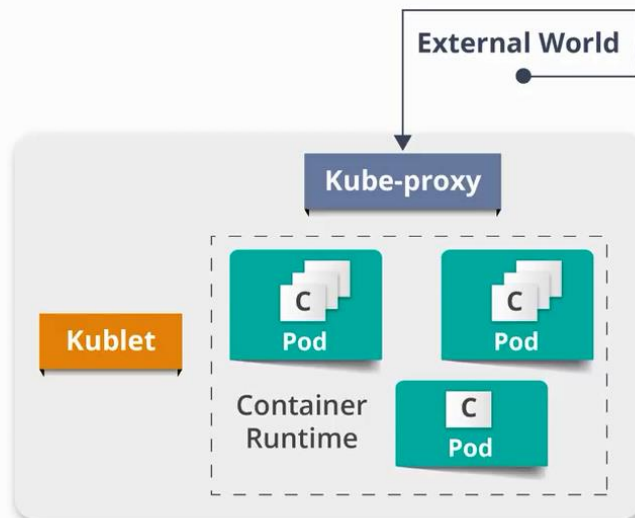 External World
Kube-proxy
C
Pod
C
Pod
Kublet
Container
Runtime
C
Pod